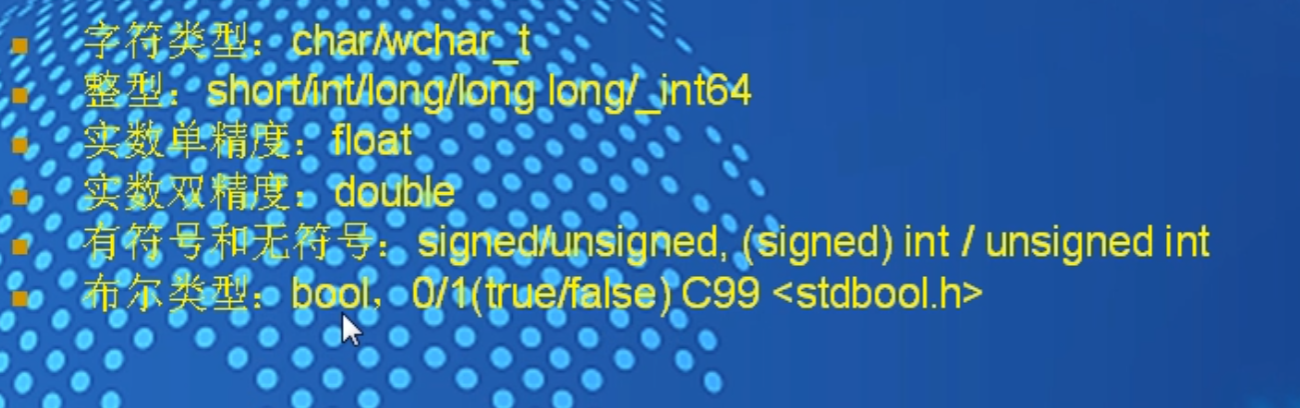 字符类型：char/wchar_t
整型：short/int/long/long long/_int64
实数单精度：float
实数双精度：double
有符号和无符号：signed/unsigned, (signed) int / unsigned int
布尔类型：bool，0/1(true/false) C99 <stdbool.h>